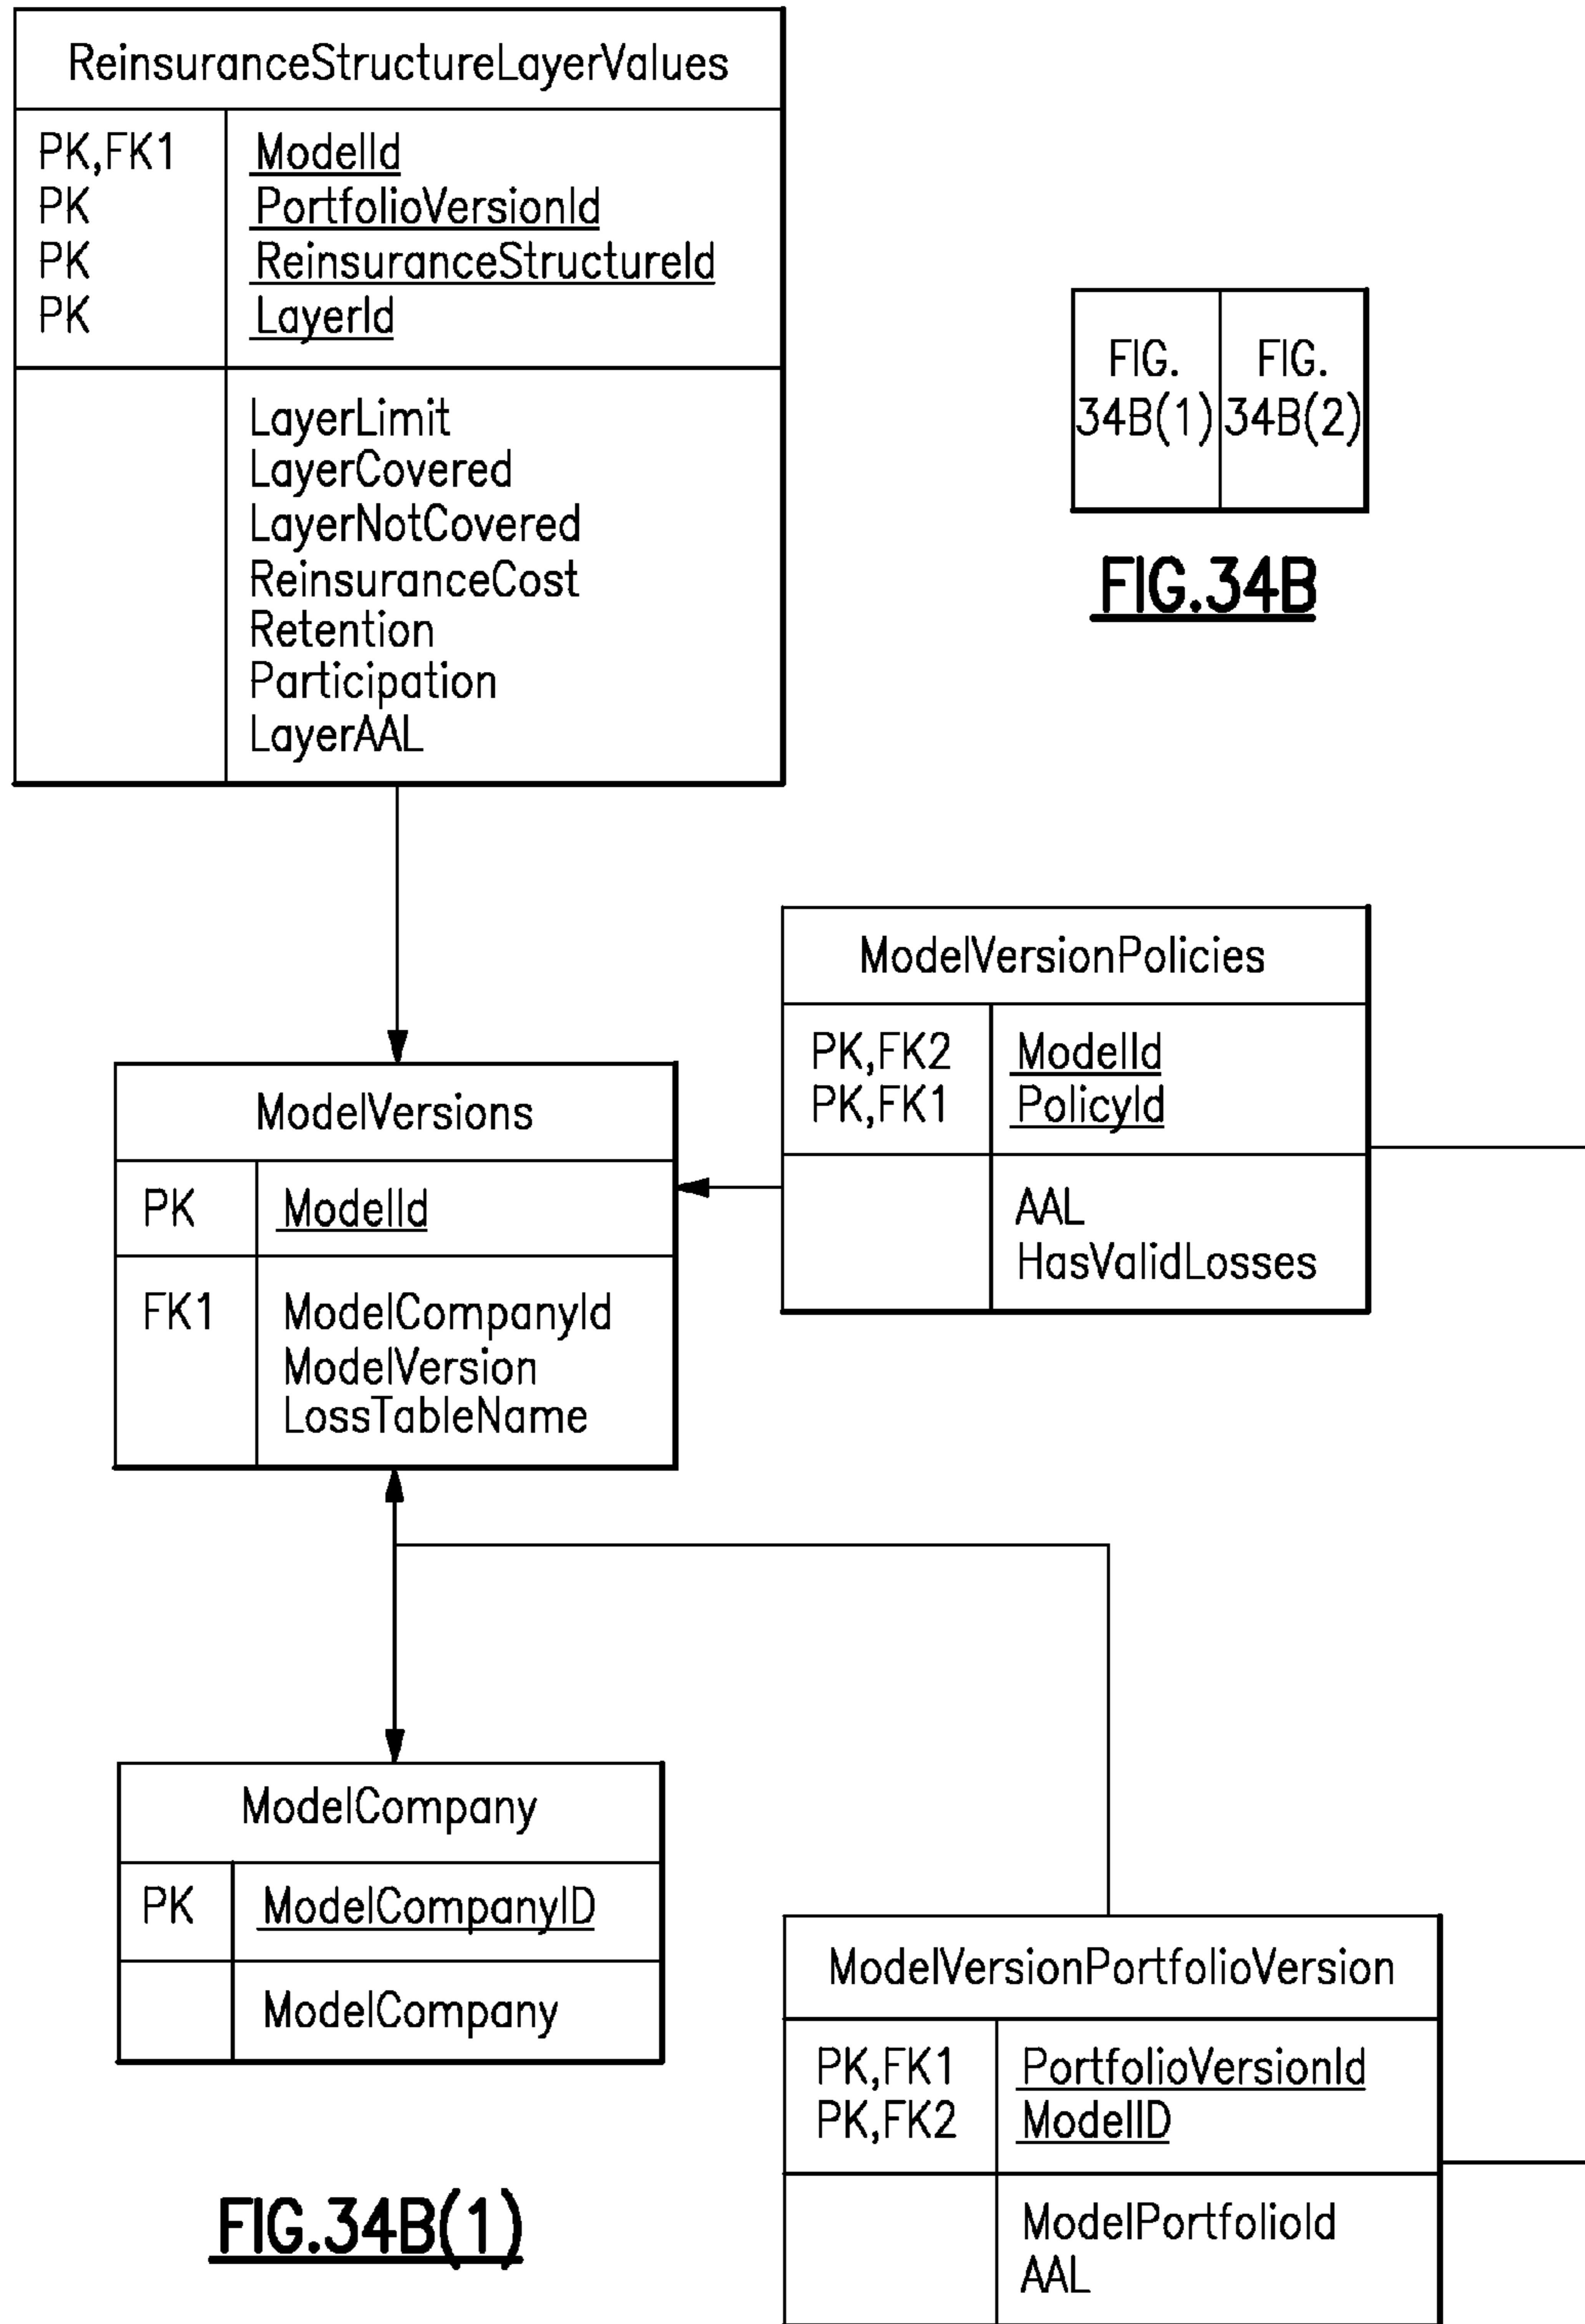 ReinsuranceStructureLayerValues
PK,FK1 ModelId
PK PortfolioVersionId
PK ReinsuranceStructureId
PK LayerId
LayerLimit
LayerCovered
LayerNotCovered
ReinsuranceCost
Retention
Participation
LayerAAL
FIG. 34B(1)
FIG. 34B(2)
FIG.34B
ModelVersionPolicies
PK,FK2 ModelId
PK,FK1 PolicyId
AAL
HasValidLosses
ModelVersions
PK ModelId
FK1 ModelCompanyId
ModelVersion
LossTableName
ModelCompany
PK ModelCompanyID
ModelCompany
ModelVersionPortfolioVersion
PK,FK1 PortfolioVersionId
PK,FK2 ModelID
ModelPortfolioId
AAL
FIG.34B(1)